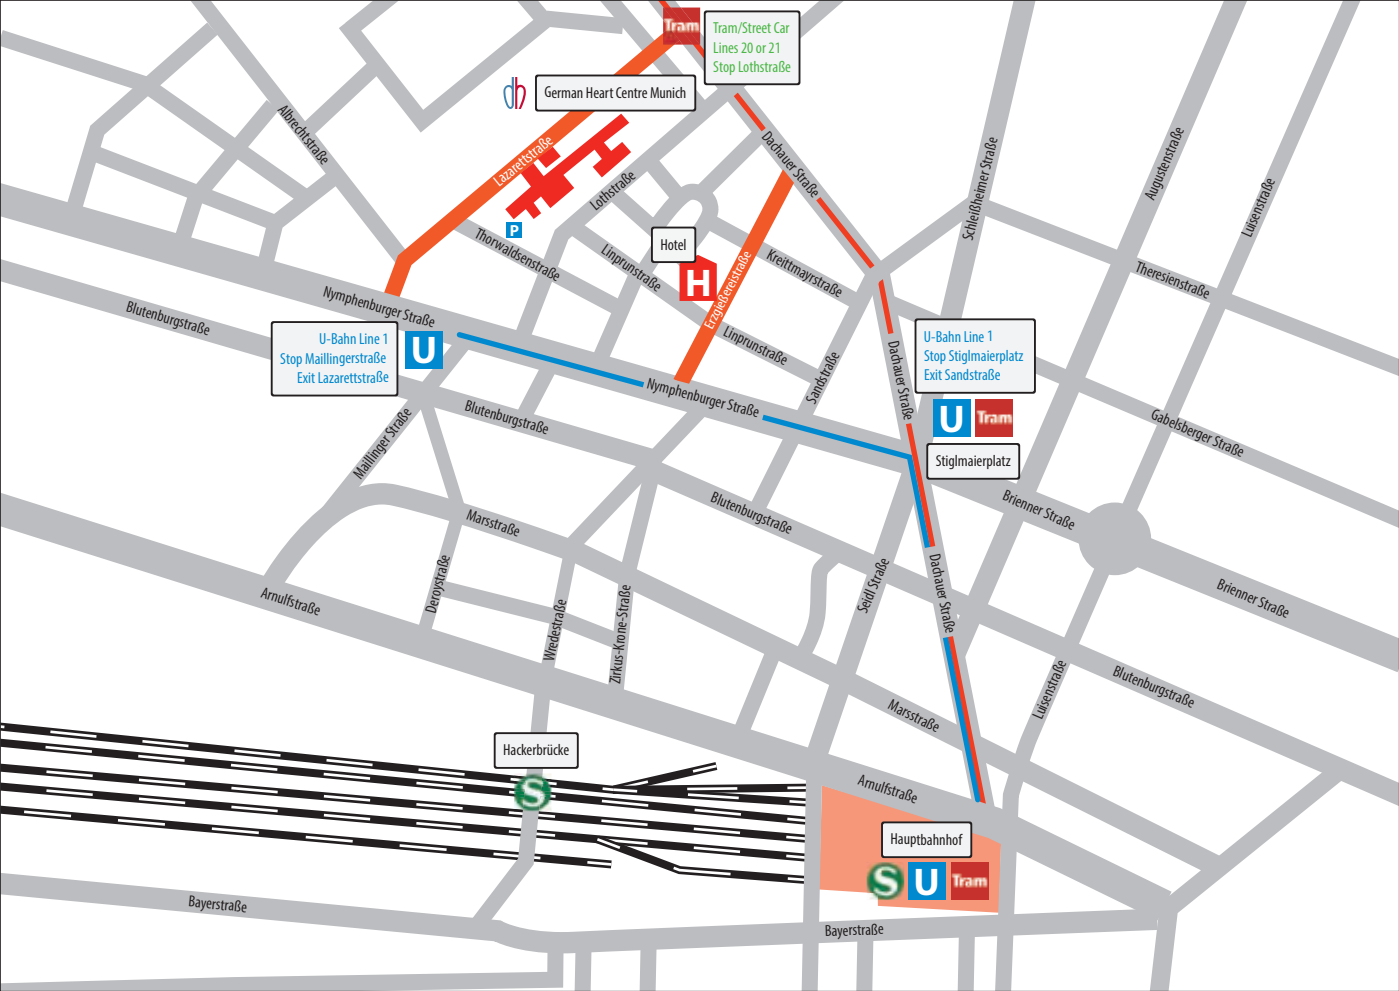 Tram
Tram/Street Car
Lines 20 or 21
Stop Lothstraße
dh
German Heart Centre Munich
Albrechtstraße
Lazarettstraße
Dachauer Straße
Lothstraße
Schleißheimer Straße
Augustenstraße
Luisenstraße
P
Thorwaldsenstraße
Hotel
H
Linprunstraße
Kreittmayrstraße
Erzgießereistraße
Theresienstraße
Nymphenburger Straße
Blutenburgstraße
U-Bahn Line 1
Stop Maillingerstraße
Exit Lazarettstraße
U
Linprunstraße
Sandstraße
Dachauer Straße
U-Bahn Line 1
Stop Stiglmaierplatz
Exit Sandstraße
U
Tram
Stiglmaierplatz
Nymphenburger Straße
Blutenburgstraße
Maillinger Straße
Gabelsberger Straße
Brienner Straße
Blutenburgstraße
Marsstraße
Seidl Straße
Dachauer Straße
Brienner Straße
Arnulfstraße
Deroystraße
Wredestraße
Zirkus-Krone-Straße
Luisenstraße
Blutenburgstraße
Marsstraße
Hackerbrücke
S
Arnulfstraße
Hauptbahnhof
S
U
Tram
Bayerstraße
Bayerstraße